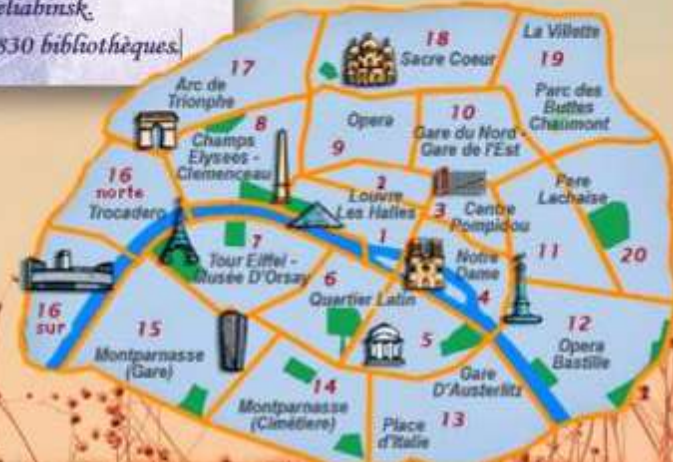 eliabinsk.
830 bibliothèques.
18
Sacre Coeur
La Villette
19
Parc des
Buttes
Chaumont
17
Arc de
Trionphe
8
Champs
Elysees -
Clemenceau
Opera
9
10
Gare du Nord -
Gare de l'Est
16
norte
Trocadero
2
Louvre
Les Halles
1
3
Centre
Pompidou
Pere
Lachaise
11
20
7
Tour Eiffel -
Musée D'Orsay
Notre
Dame
4
6
Quartier Latin
16
sur
15
Montparnasse
(Gare)
5
12
Opera
Bastille
14
Montparnasse
(Cimétiere)
Gare
D'Austerlitz
Place
d'Italie
13